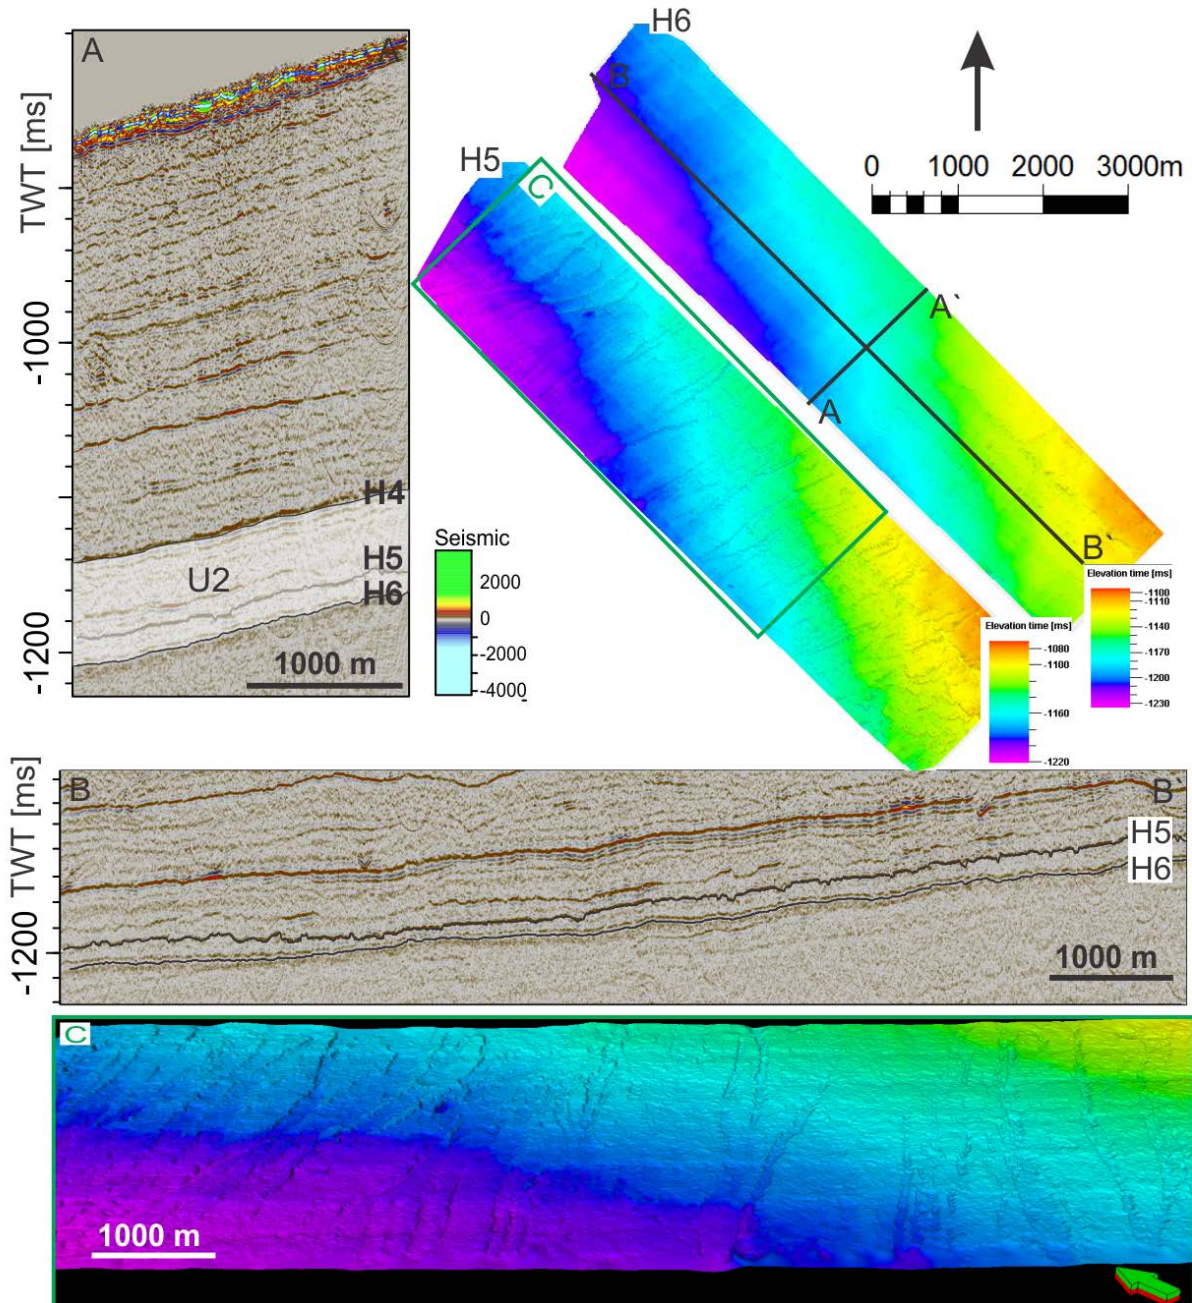 A
A`
TWT [ms]
-1000
-1200
H4
H5
H6
U2
1000 m
Seismic
2000
0
-2000
-4000
H6
B
H5
C
A`
A
B`
0 1000 2000 3000m
Elevation time [ms]
-1100
-1110
-1140
-1170
-1200
-1230
Elevation time [ms]
-1080
-1100
-1160
-1220
B
B`
TWT [ms]
-1200
H5
H6
1000 m
C
1000 m